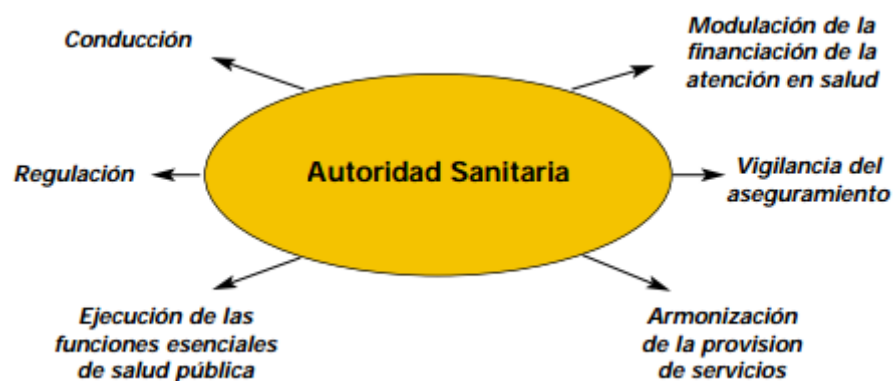 Conducción
Modulación de la
financiación de la
atención en salud
Autoridad Sanitaria
Regulación
Vigilancia del
aseguramiento
Ejecución de las
funciones esenciales
de salud pública
Armonización
de la provision
de servicios